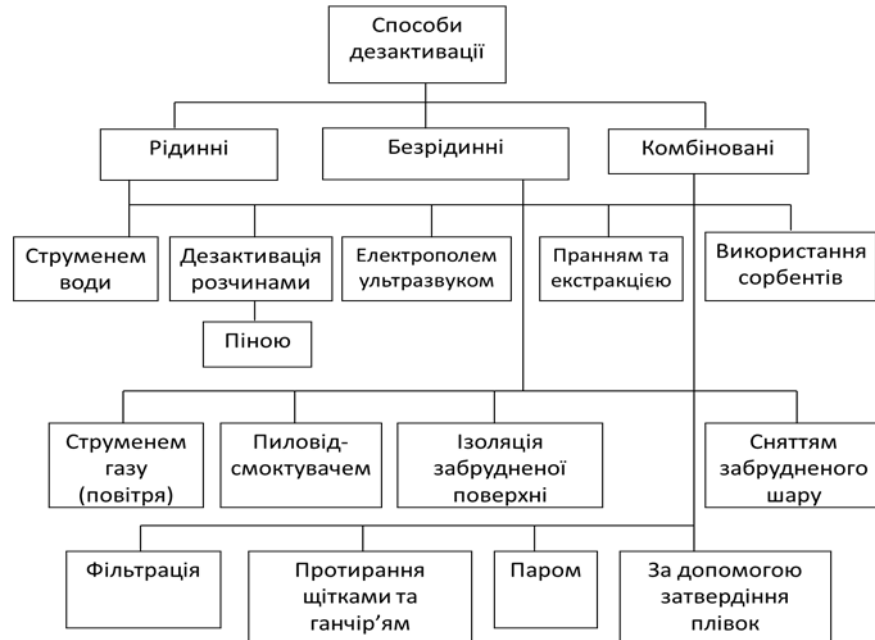 Способи
дезактивації
Рідинні
Безрідинні
Комбіновані
Струменем
води
Дезактивація
розчинами
Електрополем
ультразвуком
Пранням та
екстракцією
Використання
сорбентів
Піною
Струменем
газу
(повітря)
Пиловід-
смоктувачем
Ізоляція
забрудненої
поверхні
Сняттям
забрудненого
шару
Фільтрація
Протирання
щітками та
ганчір’ям
Паром
За допомогою
затвердіння
плівок